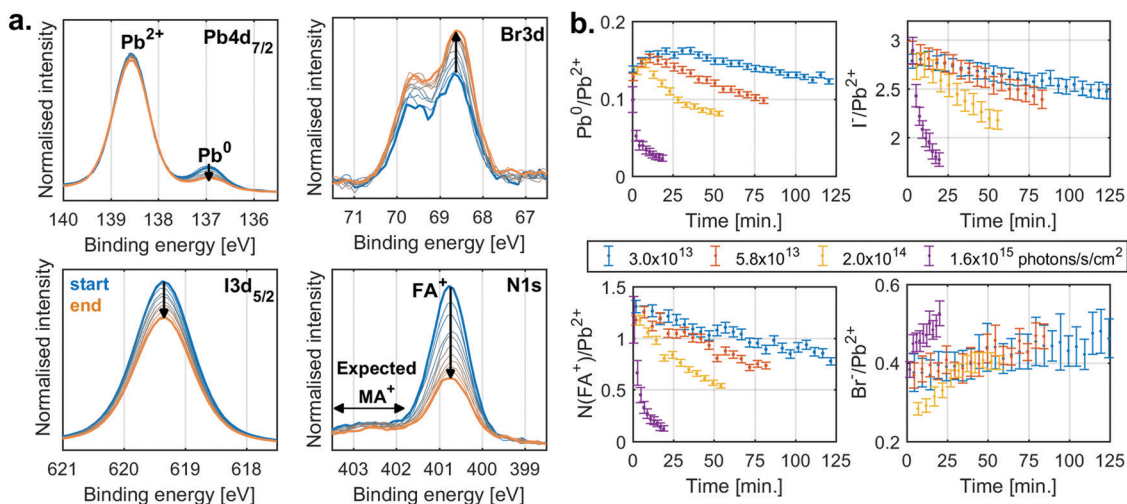 a.
Pb²⁺
Pb4d₇/₂
Pb⁰
Normalised intensity
140 139 138 137 136
Binding energy [eV]
Br3d
Normalised intensity
71 70 69 68 67
Binding energy [eV]
start
end
I3d₅/₂
Normalised intensity
621 620 619 618
Binding energy [eV]
FA⁺
N1s
Expected
MA⁺
Normalised intensity
403 402 401 400 399
Binding energy [eV]
b.
Pb⁰/Pb²⁺
0.2
0.1
0
0 25 50 75 100 125
Time [min.]
I⁻/Pb²⁺
3
2.5
2
0 25 50 75 100 125
Time [min.]
3.0x10¹³ 5.8x10¹³ 2.0x10¹⁴ 1.6x10¹⁵ photons/s/cm²
N(FA⁺)/Pb²⁺
1.5
1
0.5
0
0 25 50 75 100 125
Time [min.]
Br⁻/Pb²⁺
0.6
0.4
0.2
0 25 50 75 100 125
Time [min.]